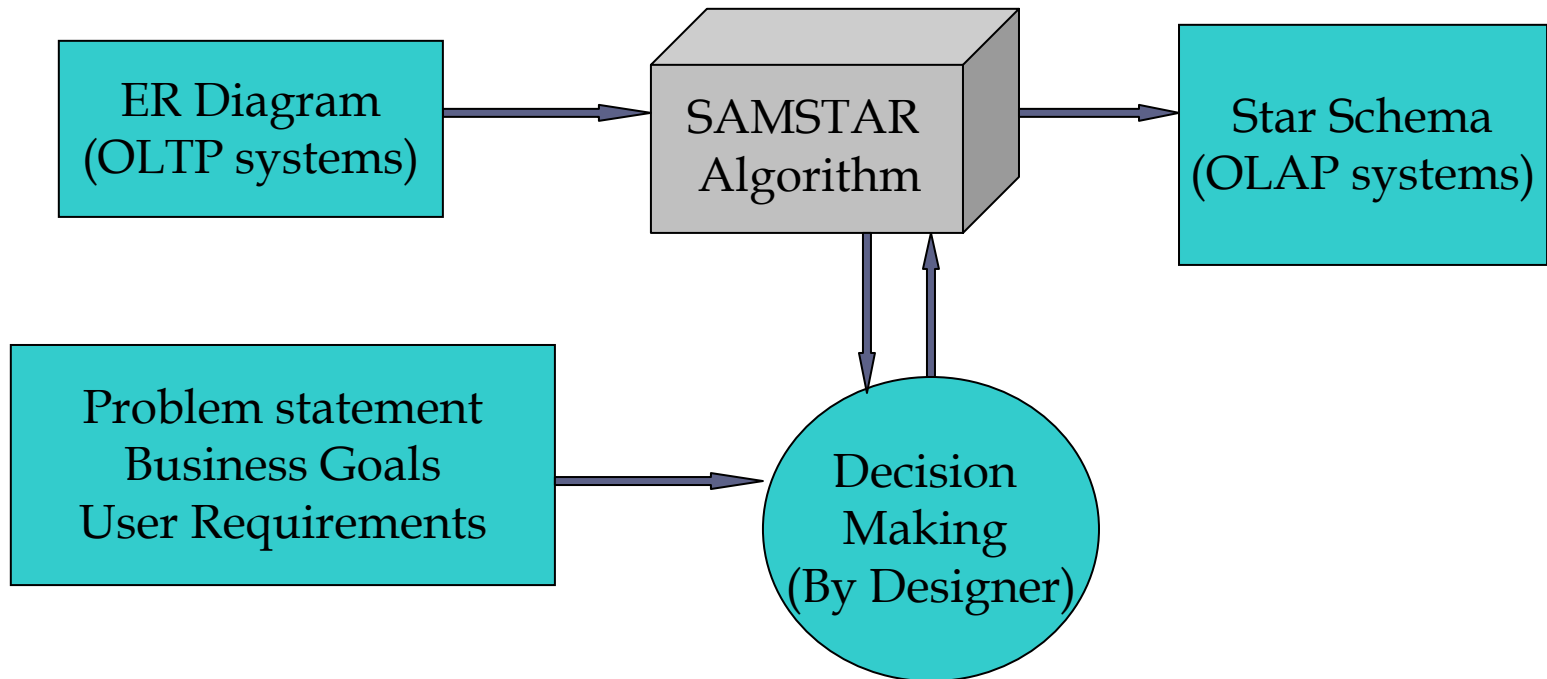 ER Diagram
(OLTP systems)
SAMSTAR
Algorithm
Star Schema
(OLAP systems)
Problem statement
Business Goals
User Requirements
Decision
Making
(By Designer)